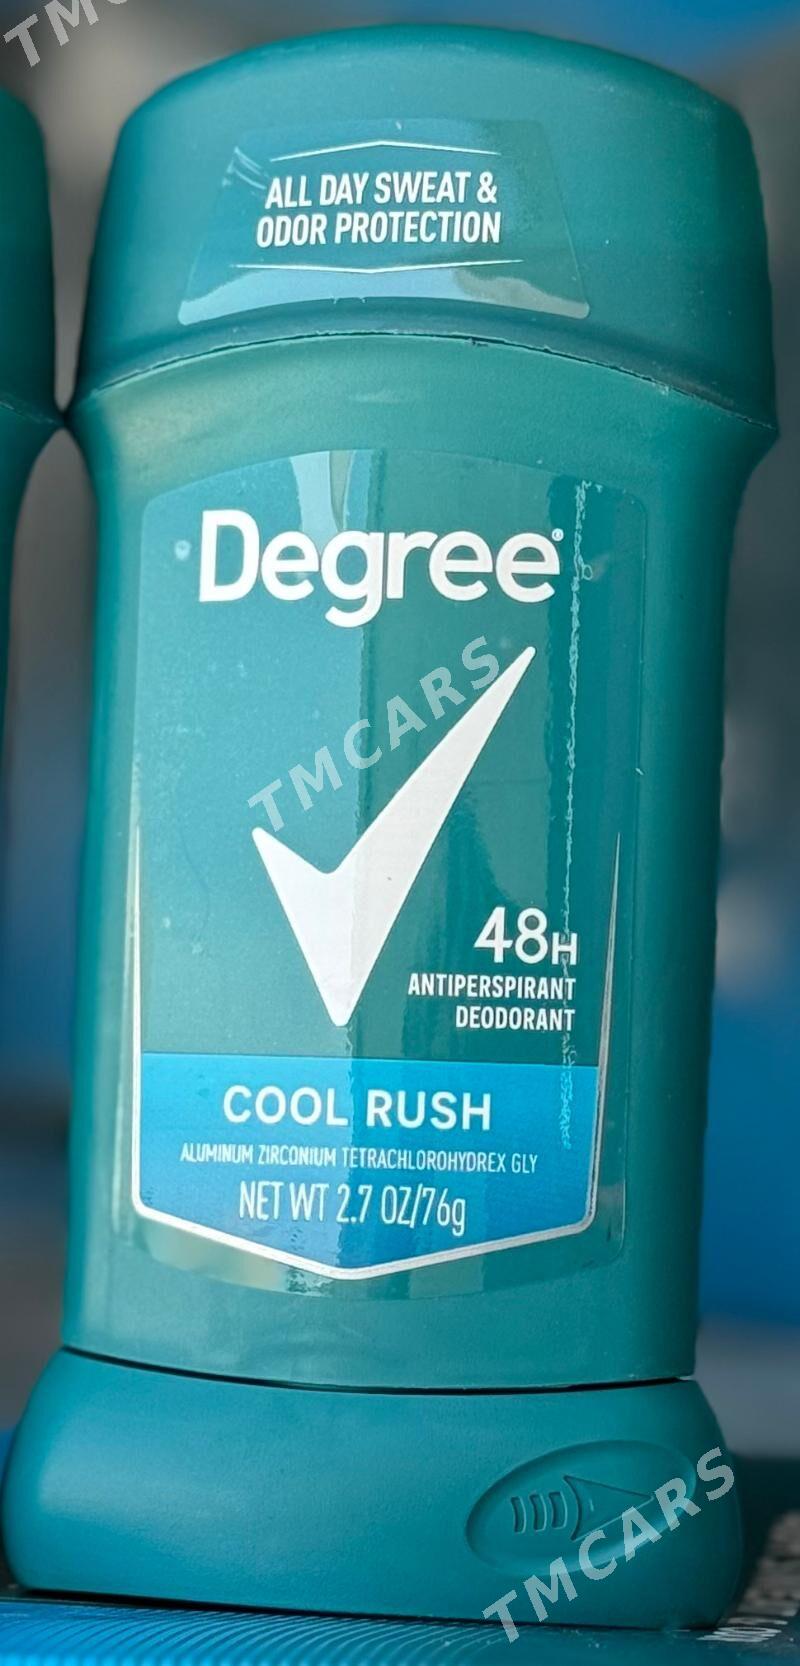 ALL DAY SWEAT &
ODOR PROTECTION
Degree®
TMCARS
48H
ANTIPERSPIRANT
DEODORANT
COOL RUSH
ALUMINUM ZIRCONIUM TETRACHLOROHYDREX GLY
NET WT 2.7 OZ/76g
TMCARS